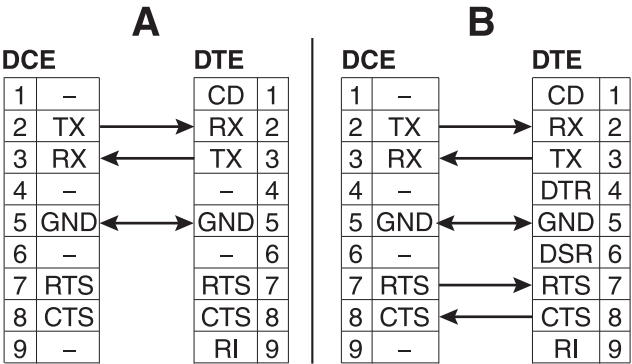 A B
DCE DTE DCE DTE
1 – CD 1 1 – CD 1
2 TX RX 2 2 TX RX 2
3 RX TX 3 3 RX TX 3
4 – – 4 4 – DTR 4
5 GND GND 5 5 GND GND 5
6 – – 6 6 – DSR 6
7 RTS RTS 7 7 RTS RTS 7
8 CTS CTS 8 8 CTS CTS 8
9 – RI 9 9 – RI 9